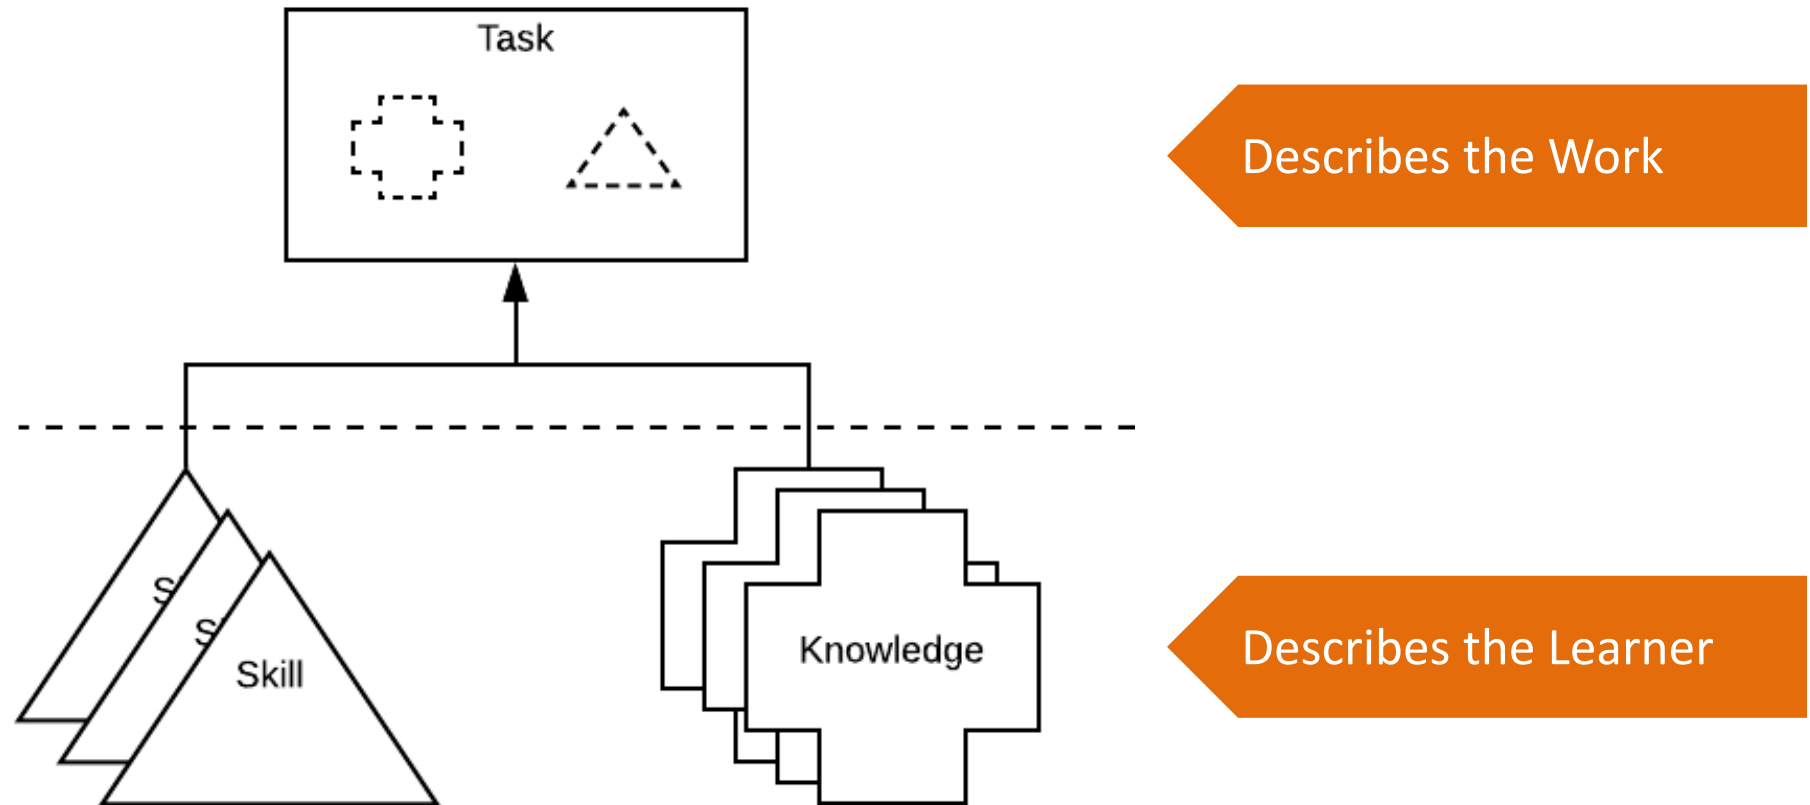 Task
Describes the Work
Skill
Knowledge
Describes the Learner